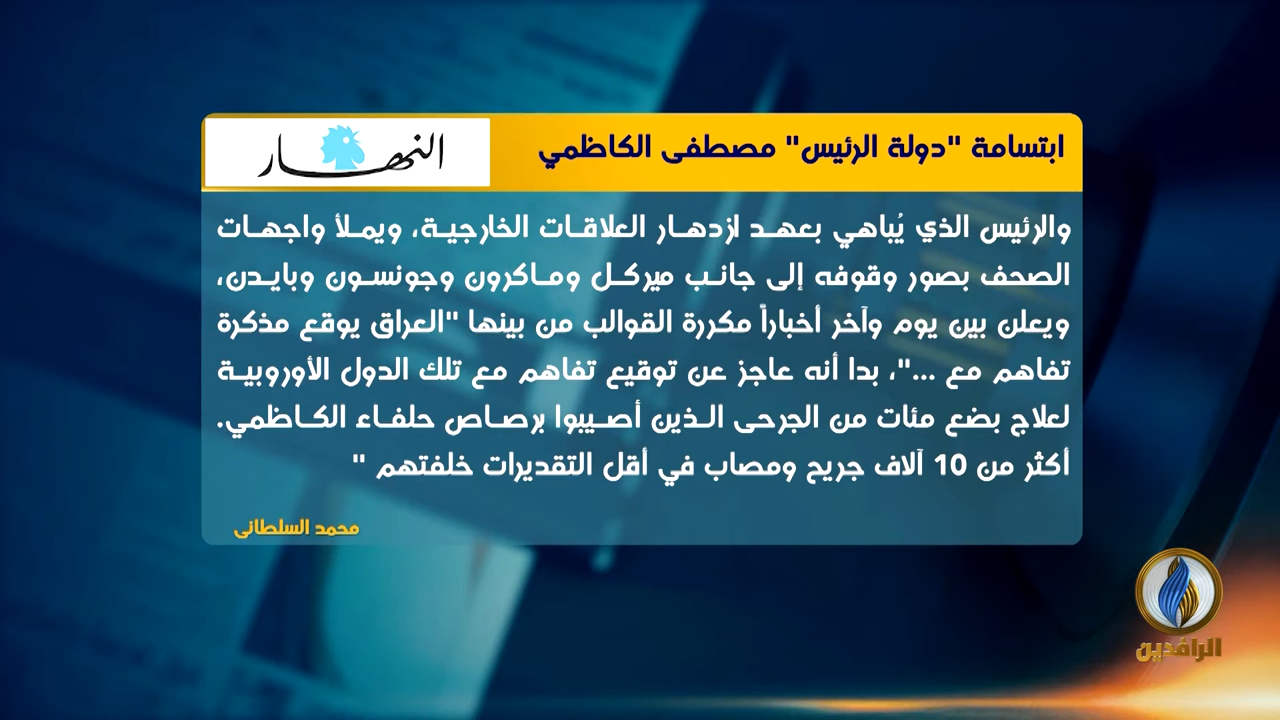 ابتسامة "دولة الرئيس" مصطفى الكاظمي
النهار
والرئيس الذي يُباهي بعهد ازدهار العلاقات الخارجية، ويملأ واجهات
الصحف بصور وقوفه إلى جانب ميركل وماكرون وجونسون وبايدن،
ويعلن بين يوم وآخر أخباراً مكررة القوالب من بينها "العراق يوقع مذكرة
تفاهم مع ..."، بدا أنه عاجز عن توقيع تفاهم مع تلك الدول الأوروبية
لعلاج بضع مئات من الجرحى الذين أصيبوا برصاص حلفاء الكاظمي.
أكثر من 10 آلاف جريح ومصاب في أقل التقديرات خلفتهم "
محمد السلطانى
الرافدين